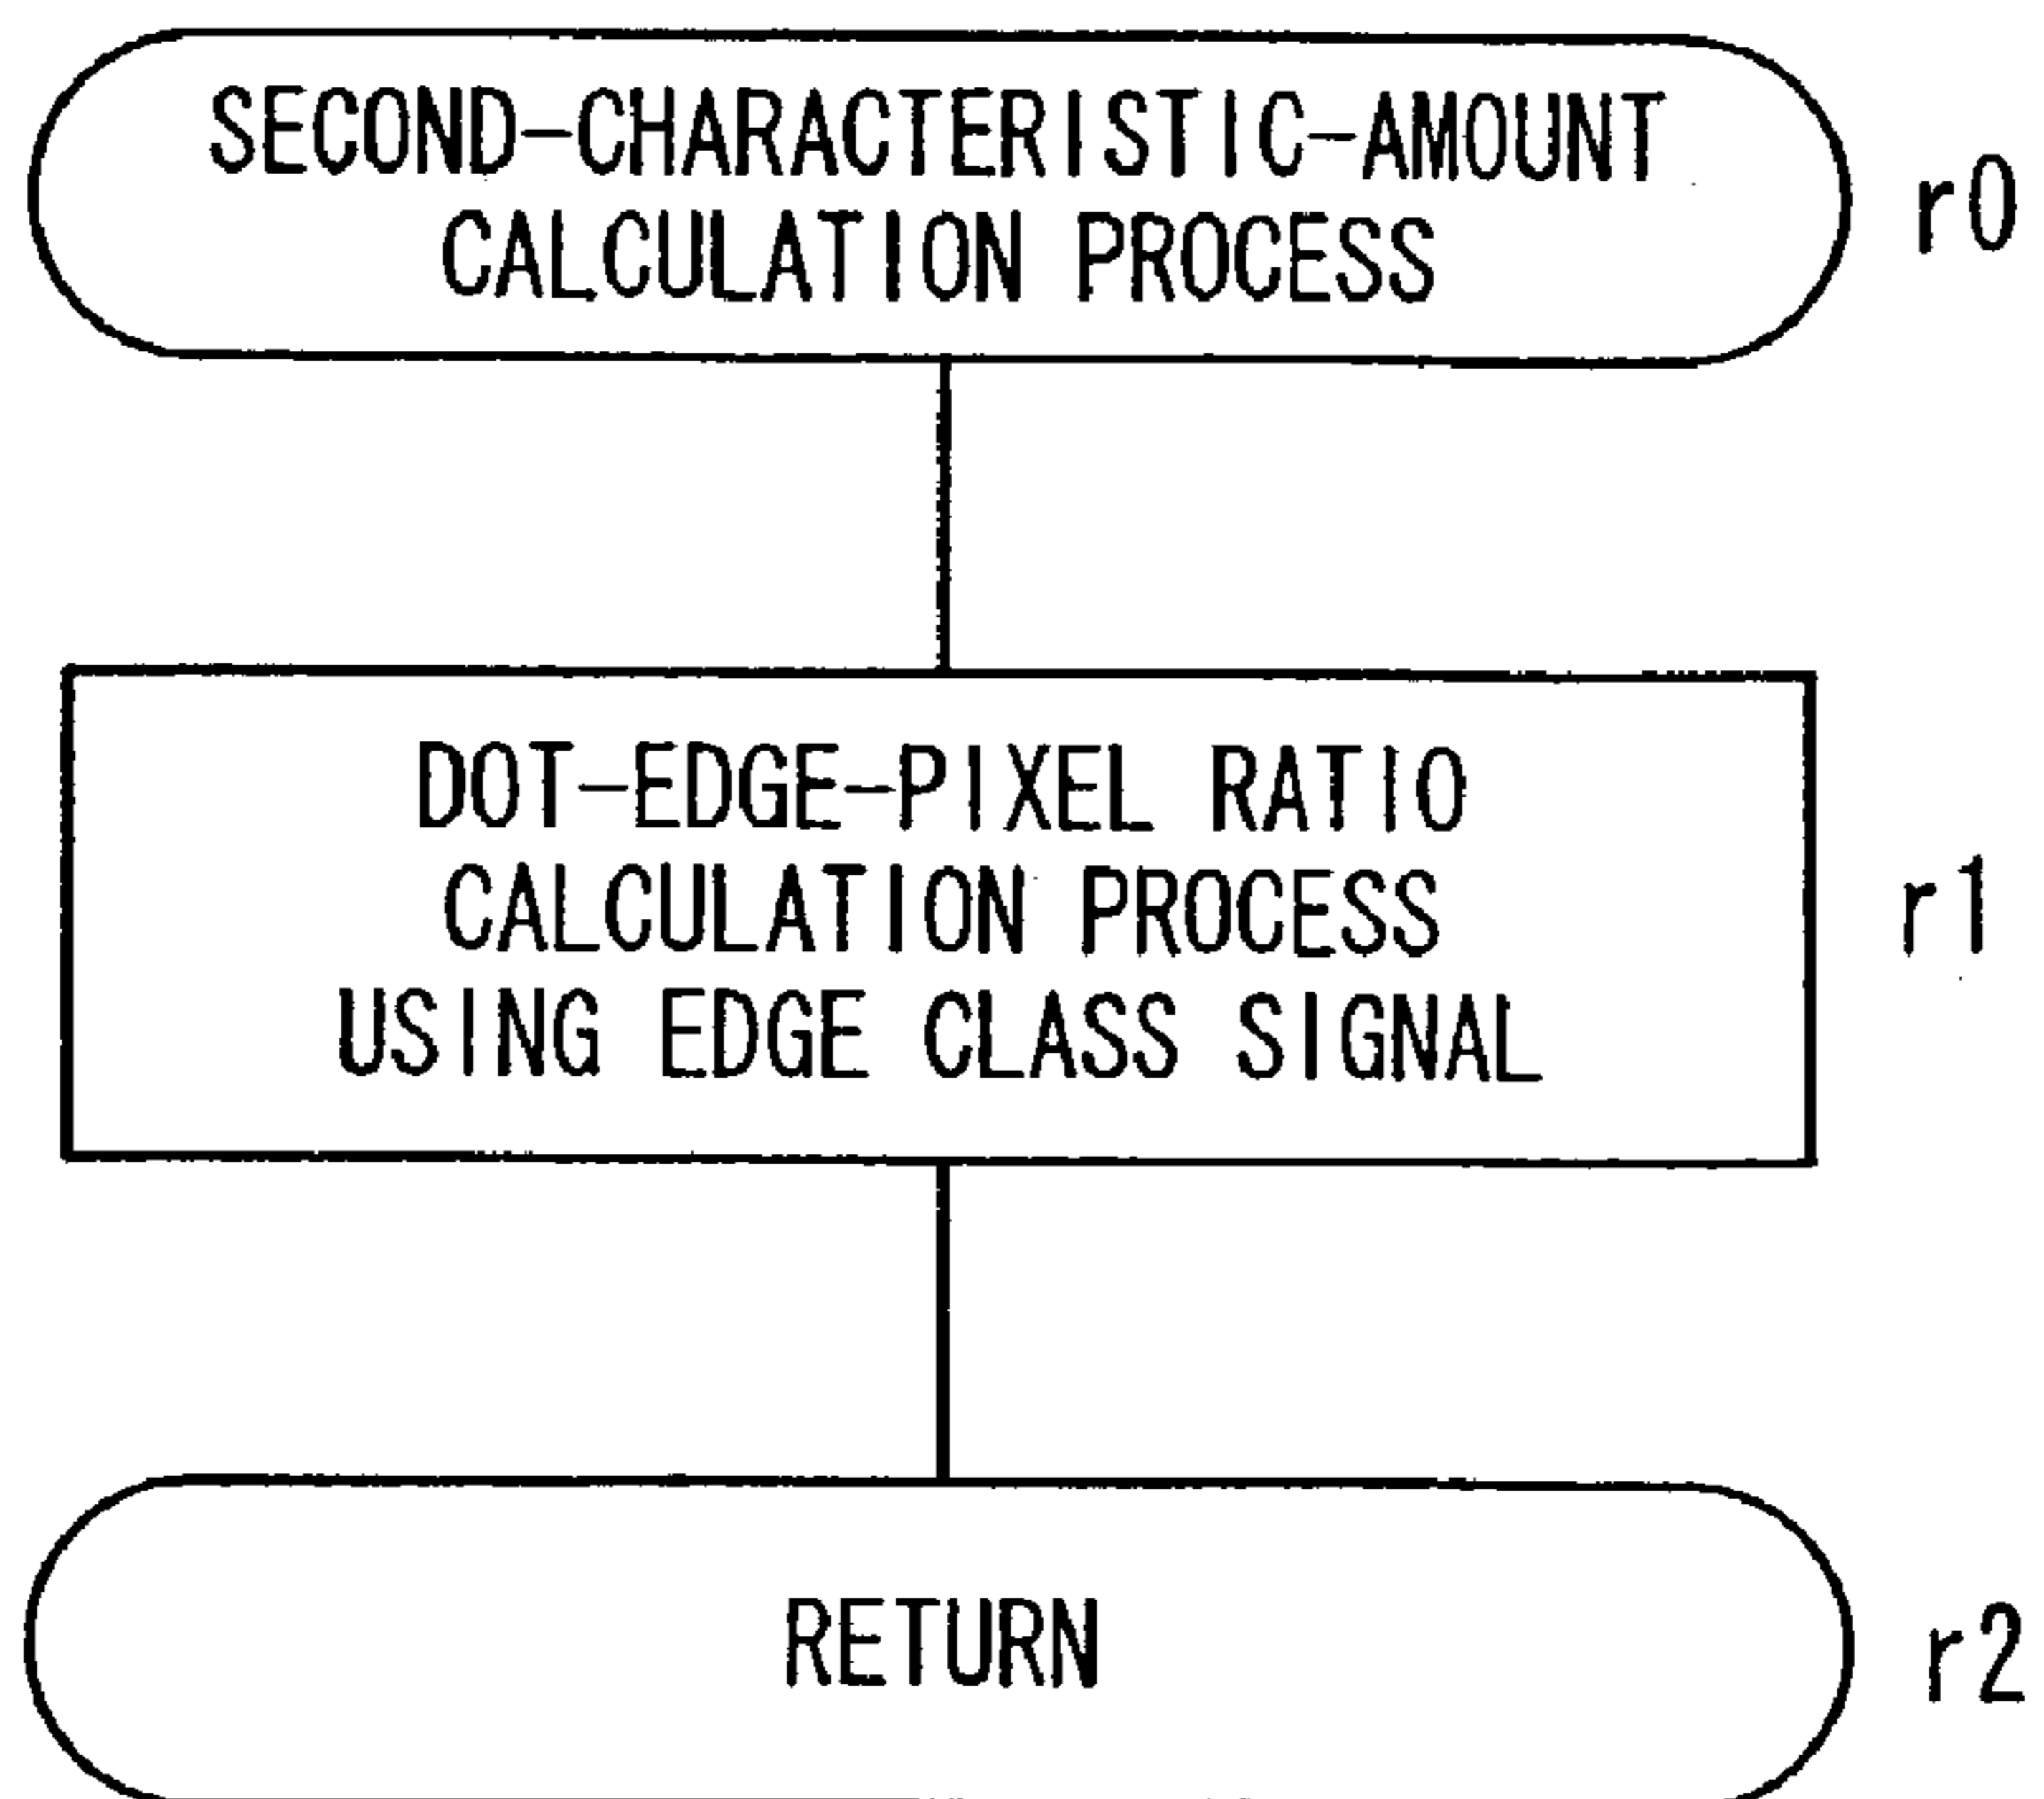 SECOND-CHARACTERISTIC-AMOUNT
CALCULATION PROCESS
r0
DOT-EDGE-PIXEL RATIO
CALCULATION PROCESS
USING EDGE CLASS SIGNAL
r1
RETURN
r2